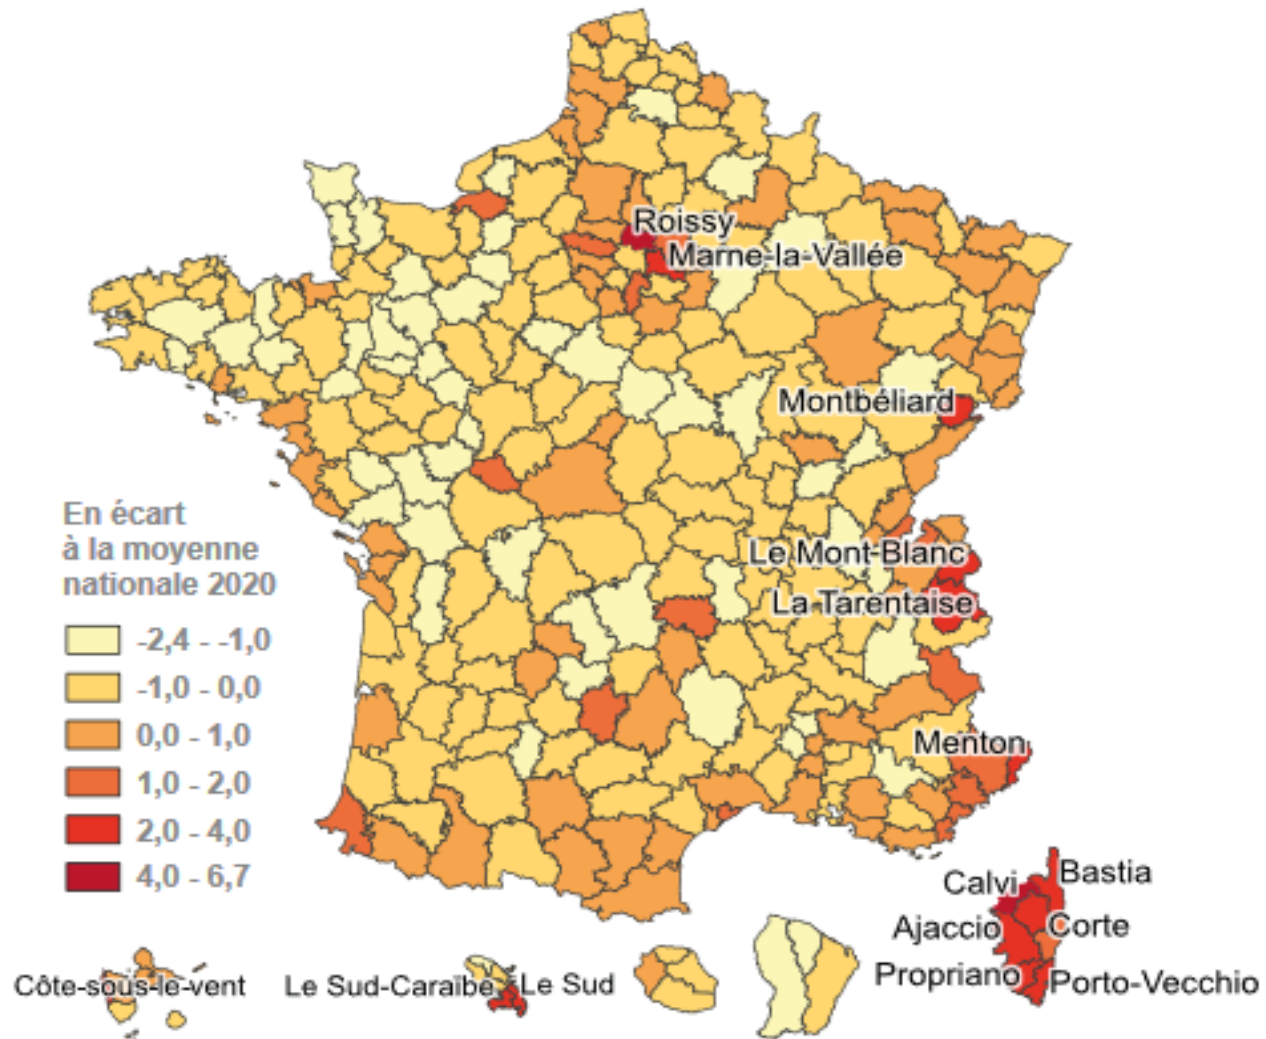 Roissy
Marne-la-Vallée
Montbéliard
En écart
à la moyenne
nationale 2020
-2,4 - -1,0
-1,0 - 0,0
0,0 - 1,0
1,0 - 2,0
2,0 - 4,0
4,0 - 6,7
Le Mont-Blanc
La Tarentaise
Menton
Calvi
Bastia
Ajaccio
Corte
Propriano
Porto-Vecchio
Côte-sous-le-vent
Le Sud-Caraïbe
Le Sud